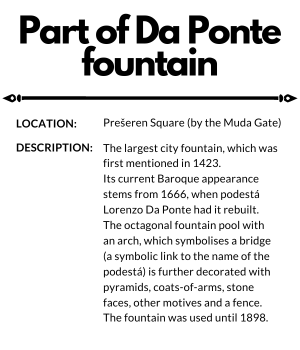 Part of Da Ponte
fountain
LOCATION: Prešeren Square (by the Muda Gate)
DESCRIPTION: The largest city fountain, which was
first mentioned in 1423.
Its current Baroque appearance
stems from 1666, when podestá
Lorenzo Da Ponte had it rebuilt.
The octagonal fountain pool with
an arch, which symbolises a bridge
(a symbolic link to the name of the
podestá) is further decorated with
pyramids, coats-of-arms, stone
faces, other motives and a fence.
The fountain was used until 1898.